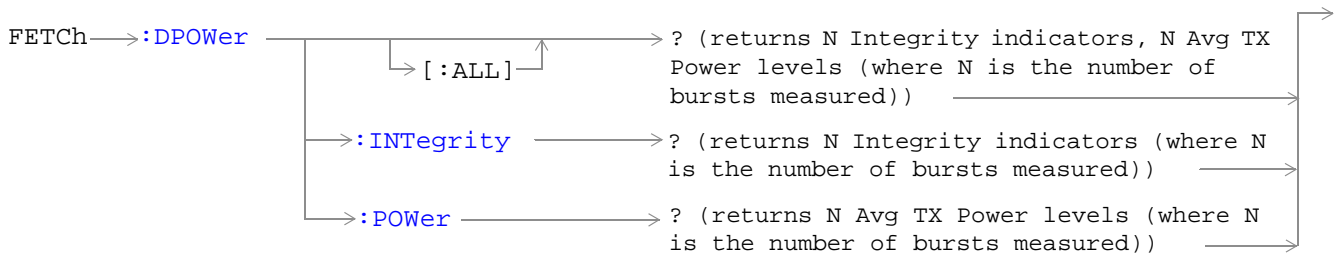 FETCh :DPOWer ? (returns N Integrity indicators, N Avg TX
[:ALL] Power levels (where N is the number of
bursts measured))
:INTegrity ? (returns N Integrity indicators (where N
is the number of bursts measured))
:POWer ? (returns N Avg TX Power levels (where N
is the number of bursts measured))